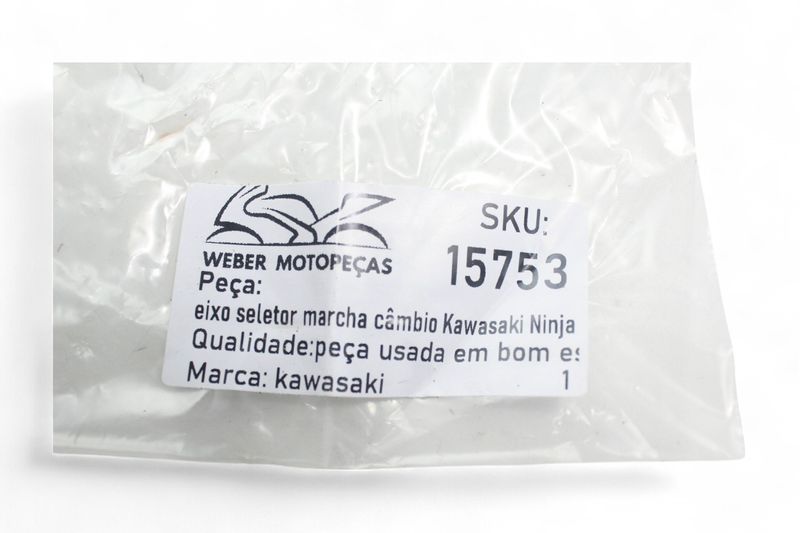 WEBER MOTOPEÇAS
SKU:
15753
Peça:
eixo seletor marcha câmbio Kawasaki Ninja
Qualidade:peça usada em bom es
Marca: kawasaki
1